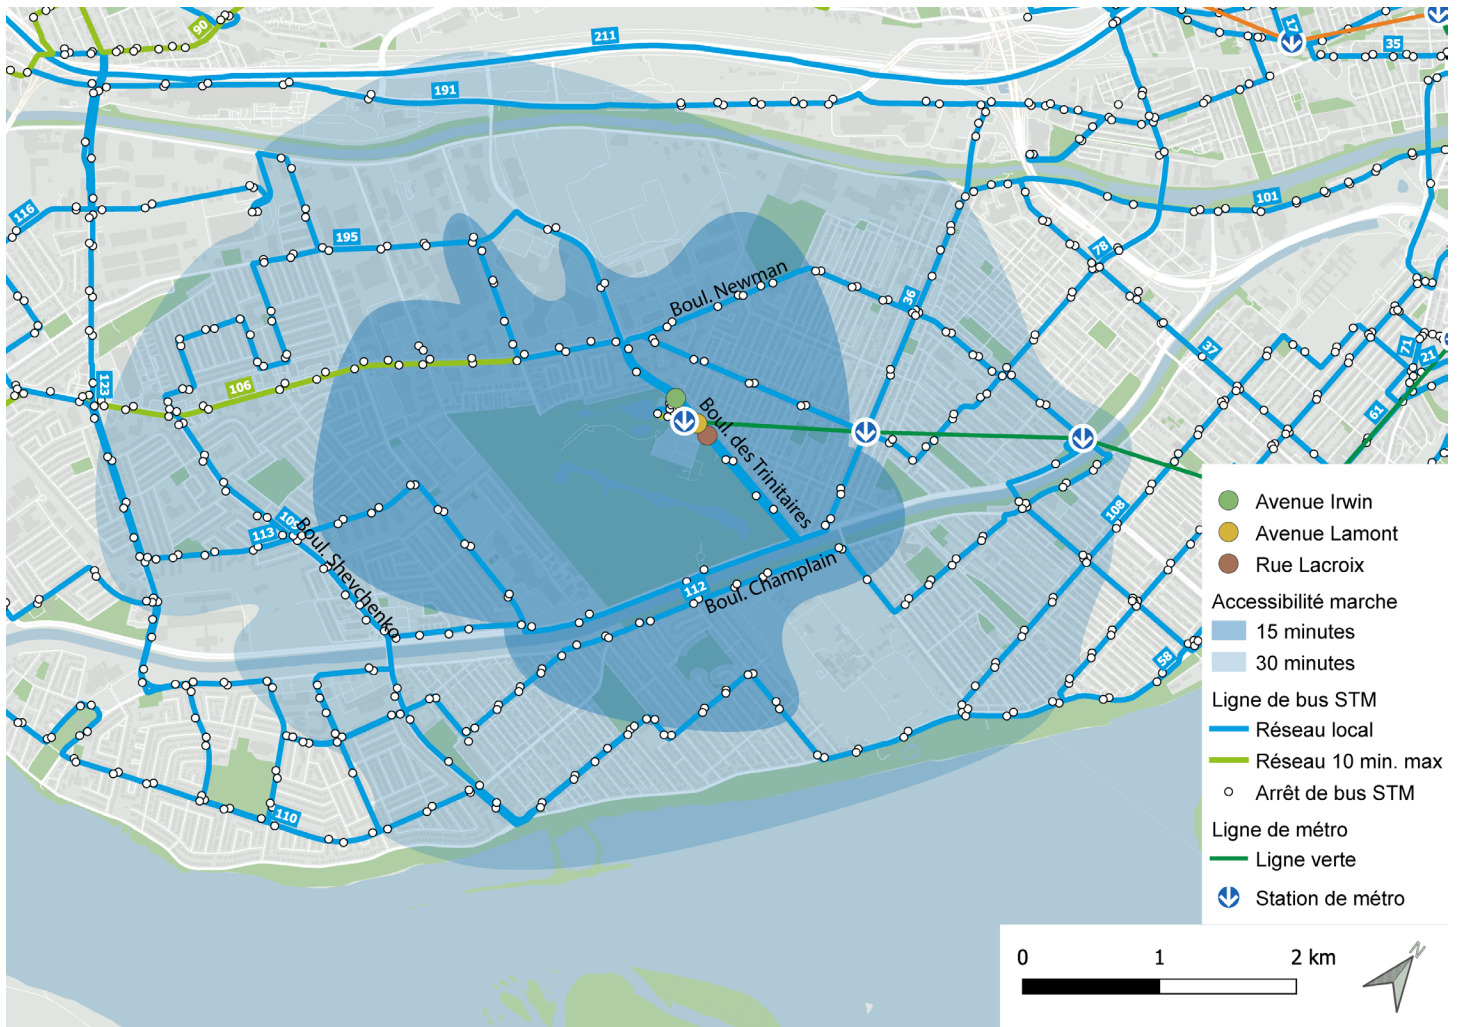 90
211
17
35
191
116
101
195
78
Boul. Newman
36
37
71
21
123
106
61
Boul. des Trinitaires
109
113
108
Boul. Shevchenko
112
Boul. Champlain
58
110
Avenue Irwin
Avenue Lamont
Rue Lacroix
Accessibilité marche
15 minutes
30 minutes
Ligne de bus STM
Réseau local
Réseau 10 min. max
Arrêt de bus STM
Ligne de métro
Ligne verte
Station de métro
0 1 2 km
N